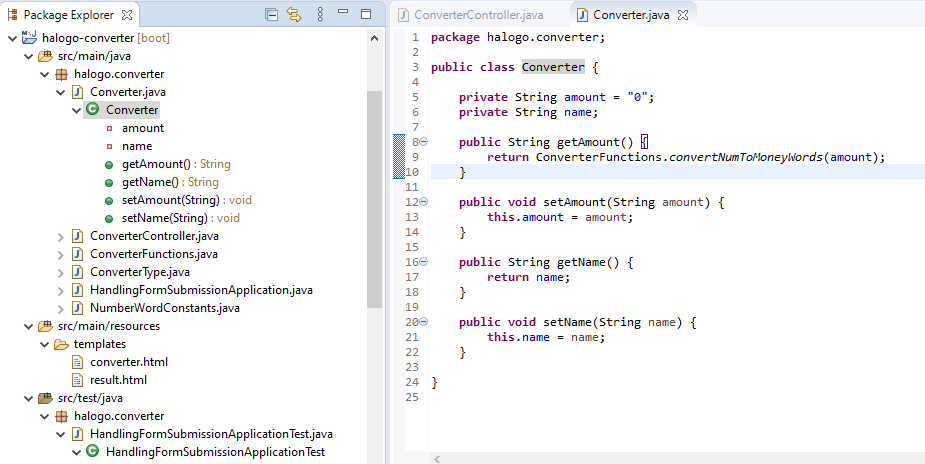 Package Explorer
halogo-converter [boot]
src/main/java
halogo.converter
Converter.java
Converter
amount
name
getAmount() : String
getName() : String
setAmount(String) : void
setName(String) : void
ConverterController.java
ConverterFunctions.java
ConverterType.java
HandlingFormSubmissionApplication.java
NumberWordConstants.java
src/main/resources
templates
converter.html
result.html
src/test/java
halogo.converter
HandlingFormSubmissionApplicationTest.java
HandlingFormSubmissionApplicationTest
ConverterController.java
Converter.java
1 package halogo.converter;
2
3 public class Converter {
4
5     private String amount = "0";
6     private String name;
7
8     public String getAmount() {
9         return ConverterFunctions.convertNumToMoneyWords(amount);
10     }
11
12     public void setAmount(String amount) {
13         this.amount = amount;
14     }
15
16     public String getName() {
17         return name;
18     }
19
20     public void setName(String name) {
21         this.name = name;
22     }
23
24 }
25